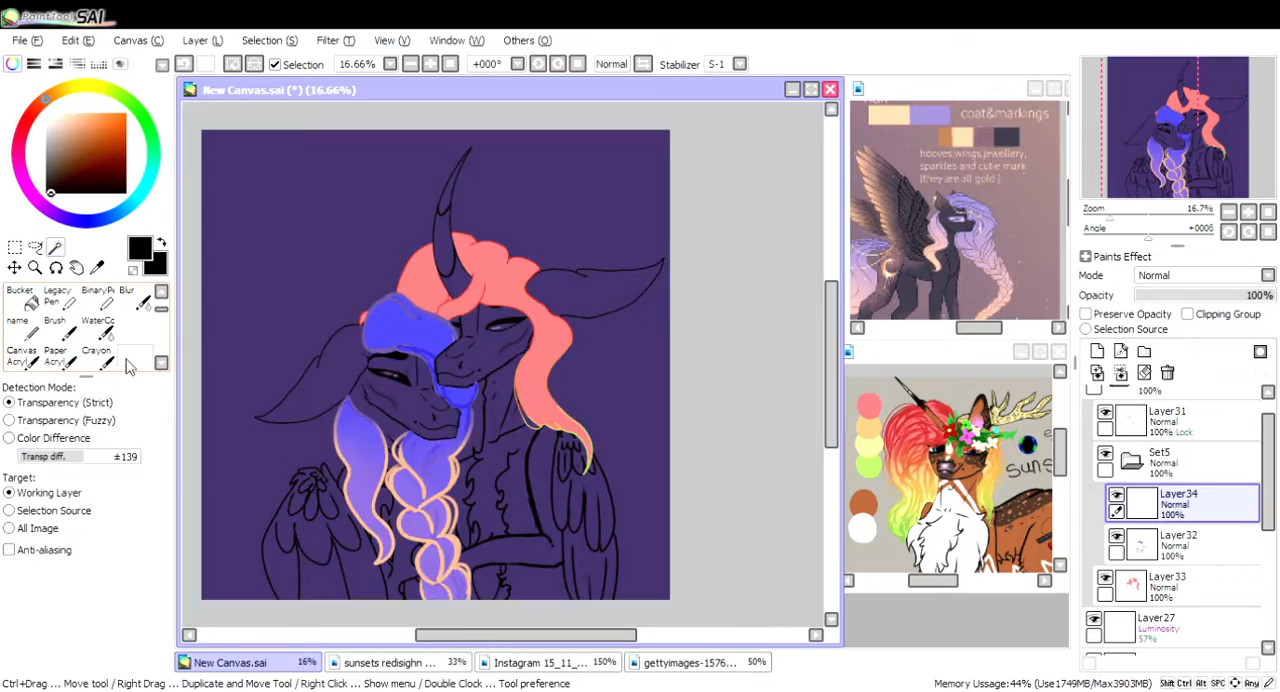 PaintTool SAI
File (F) Edit (E) Canvas (C) Layer (L) Selection (S) Filter (T) View (V) Window (W) Others (O)
Selection 16.66% +000° Normal Stabilizer S-1
New Canvas.sai (*) (16.66%)
coat&markings
hooves,wings,jewellery,
sparkles and cutie mark
(they are all gold )
Zoom 16.7%
Angle +000θ
Paints Effect
Mode Normal
Opacity 100%
Preserve Opacity Clipping Group
Selection Source
100%
Layer31
Normal
100% Lock
Set5
Normal
100%
Layer34
Normal
100%
Layer32
Normal
100%
Layer33
Normal
100%
Layer27
Luminosity
57%
Bucket Legacy Pen Blur
name Brush
Canvas Acryl Paper Acryl Crayon
Detection Mode:
Transparency (Strict)
Transparency (Fuzzy)
Color Difference
Transp diff. ±139
Target:
Working Layer
Selection Source
All Image
Anti-aliasing
New Canvas.sai 16% sunsets redisighn ... 33% Instagram 15_11_... 150% gettyimages-1576... 50%
Ctrl+Drag ... Move tool / Right Drag ... Duplicate and Move Tool / Right Click ... Show menu / Double Clock ... Tool preference
Memory Usage:44% (Use1749MB/Max3903MB) Shift Ctrl Alt SPC Any